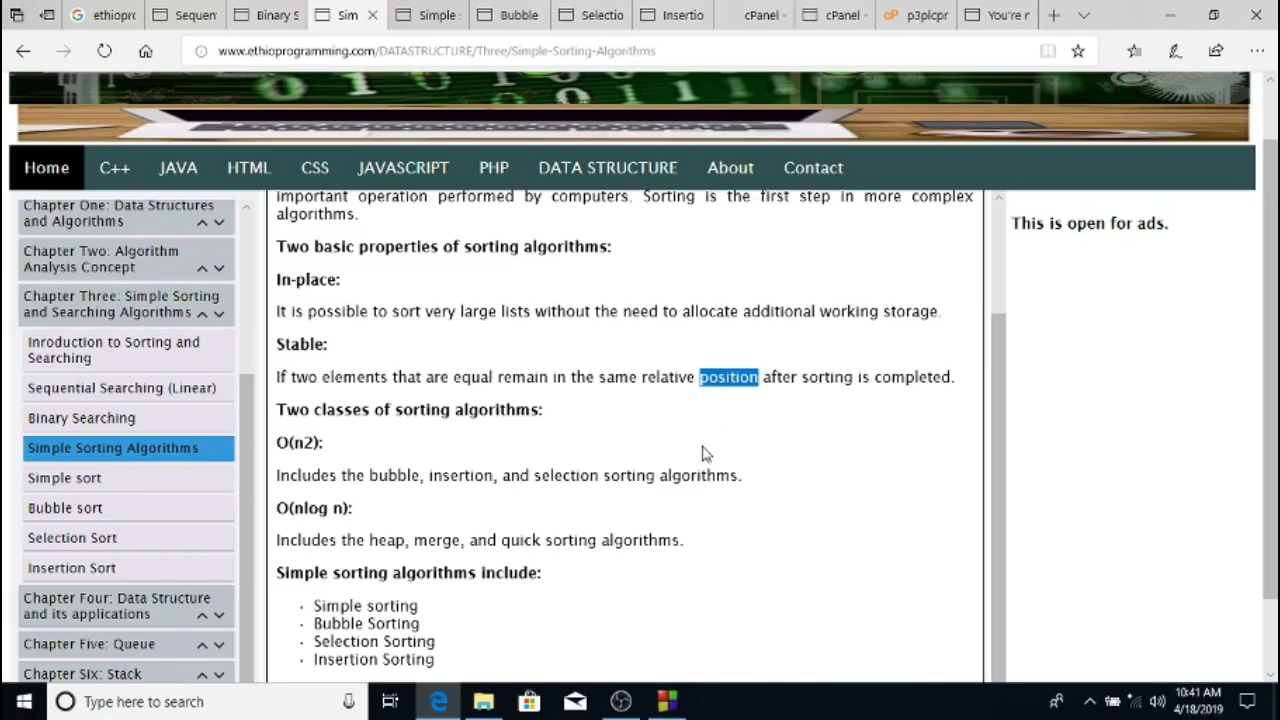 ethiopro
Sequen
Binary S
Sim
Simple
Bubble
Selectio
Insertio
cPanel
cPanel
cP p3plcpr
You're r
www.ethioprogramming.com/DATASTRUCTURE/Three/Simple-Sorting-Algorithms
Home C++ JAVA HTML CSS JAVASCRIPT PHP DATA STRUCTURE About Contact
Chapter One: Data Structures
and Algorithms
Chapter Two: Algorithm
Analysis Concept
Chapter Three: Simple Sorting
and Searching Algorithms
Inroduction to Sorting and
Searching
Sequential Searching (Linear)
Binary Searching
Simple Sorting Algorithms
Simple sort
Bubble sort
Selection Sort
Insertion Sort
Chapter Four: Data Structure
and its applications
Chapter Five: Queue
Chapter Six: Stack
important operation performed by computers. Sorting is the first step in more complex
algorithms.
Two basic properties of sorting algorithms:
In-place:
It is possible to sort very large lists without the need to allocate additional working storage.
Stable:
If two elements that are equal remain in the same relative position after sorting is completed.
Two classes of sorting algorithms:
O(n2):
Includes the bubble, insertion, and selection sorting algorithms.
O(nlog n):
Includes the heap, merge, and quick sorting algorithms.
Simple sorting algorithms include:
· Simple sorting
· Bubble Sorting
· Selection Sorting
· Insertion Sorting
This is open for ads.
Type here to search
10:41 AM
4/18/2019